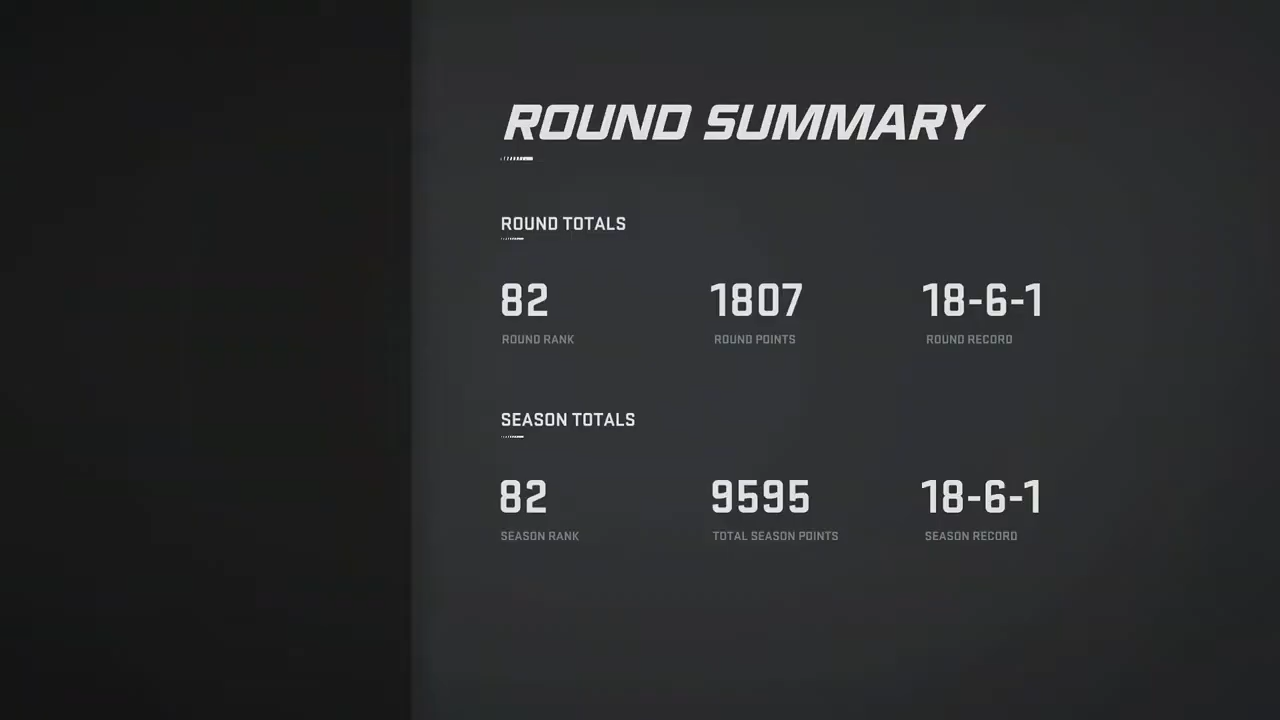 ROUND SUMMARY
ROUND TOTALS
82 1807 18-6-1
ROUND RANK ROUND POINTS ROUND RECORD
SEASON TOTALS
82 9595 18-6-1
SEASON RANK TOTAL SEASON POINTS SEASON RECORD